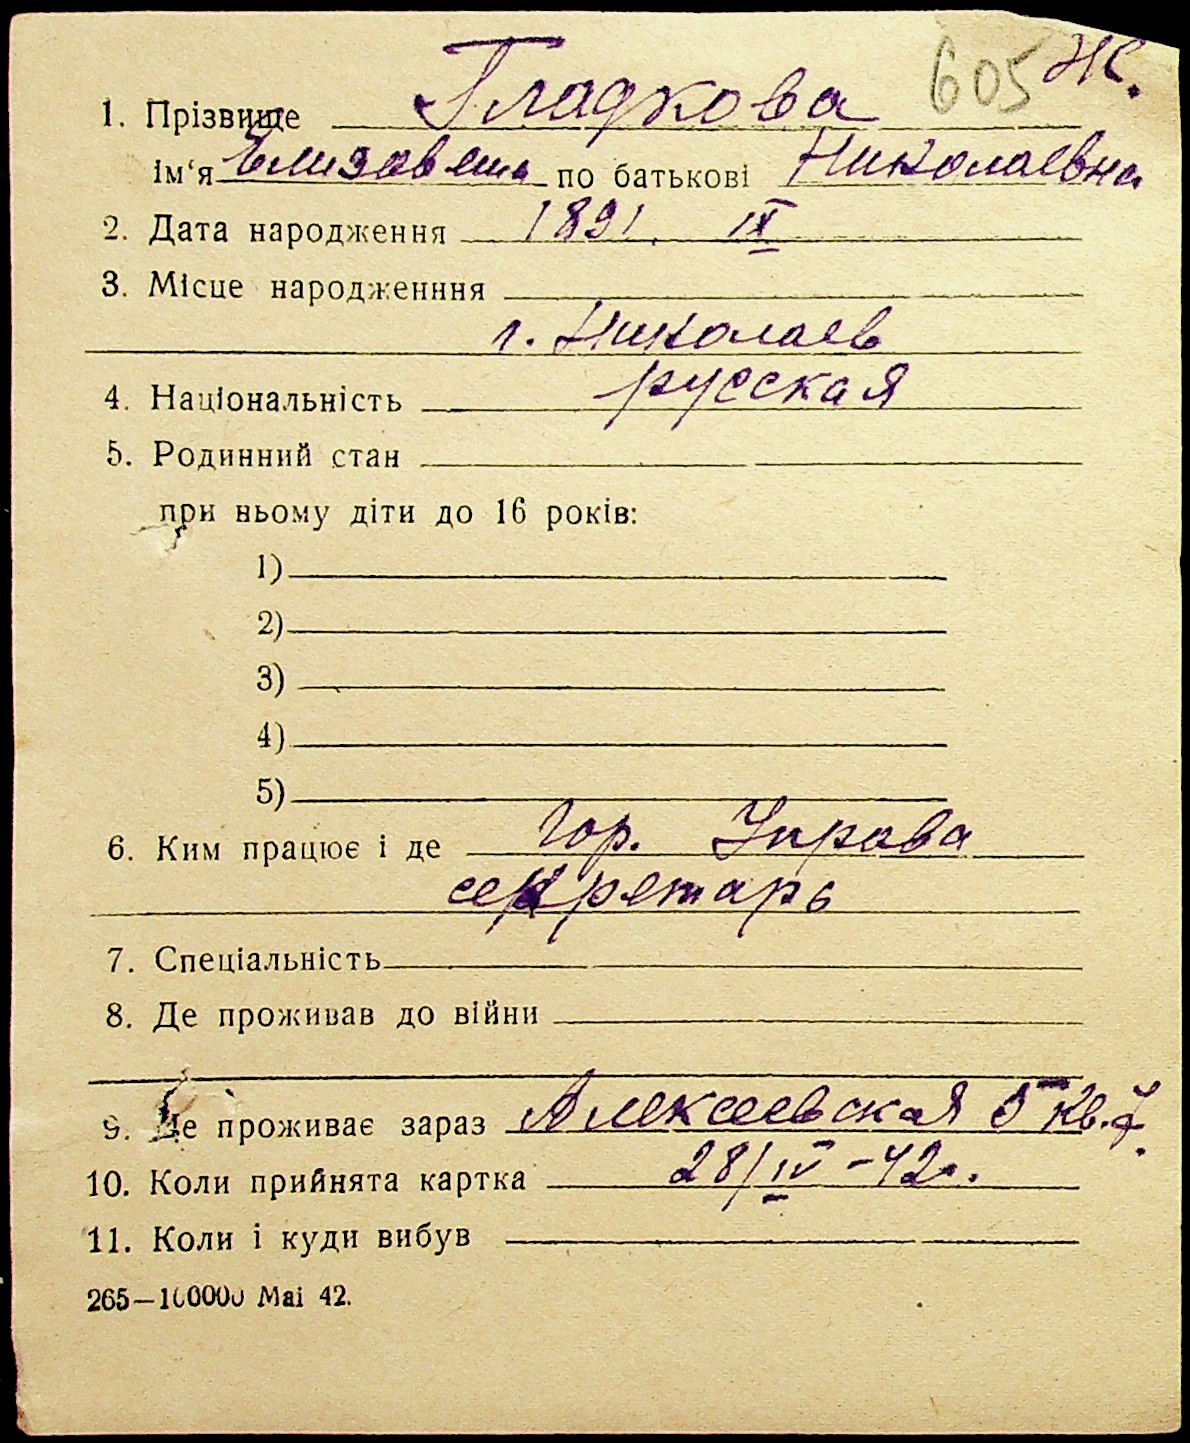 605 Ж.
1. Прізвище Гладкова
ім‘я Елизавета по батькові Николаевна
2. Дата народження 1891. IX
3. Місце народженння
г. Николаев
4. Національність русская
5. Родинний стан
при ньому діти до 16 років:
1)
2)
3)
4)
5)
6. Ким працює і де Гор. Управа
секретарь
7. Спеціальність
8. Де проживав до війни
9. Де проживає зараз Алексеевская 5 кв.
10. Коли прийнята картка 28/IV-42г.
11. Коли і куди вибув
265—100000 Mai 42.